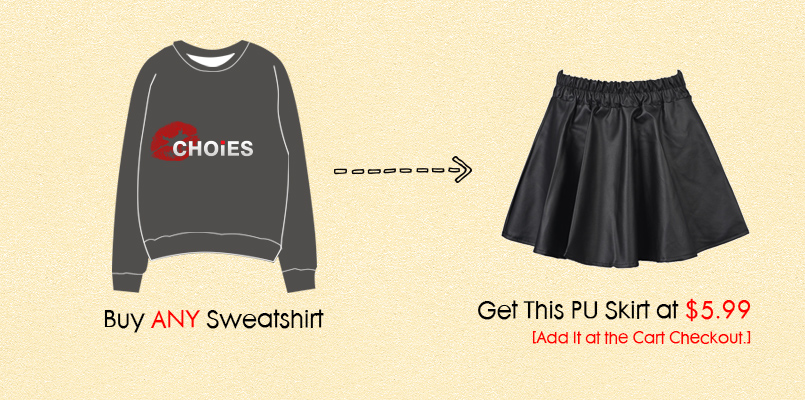 CHOiES
Buy ANY Sweatshirt
Get This PU Skirt at $5.99
[Add It at the Cart Checkout.]